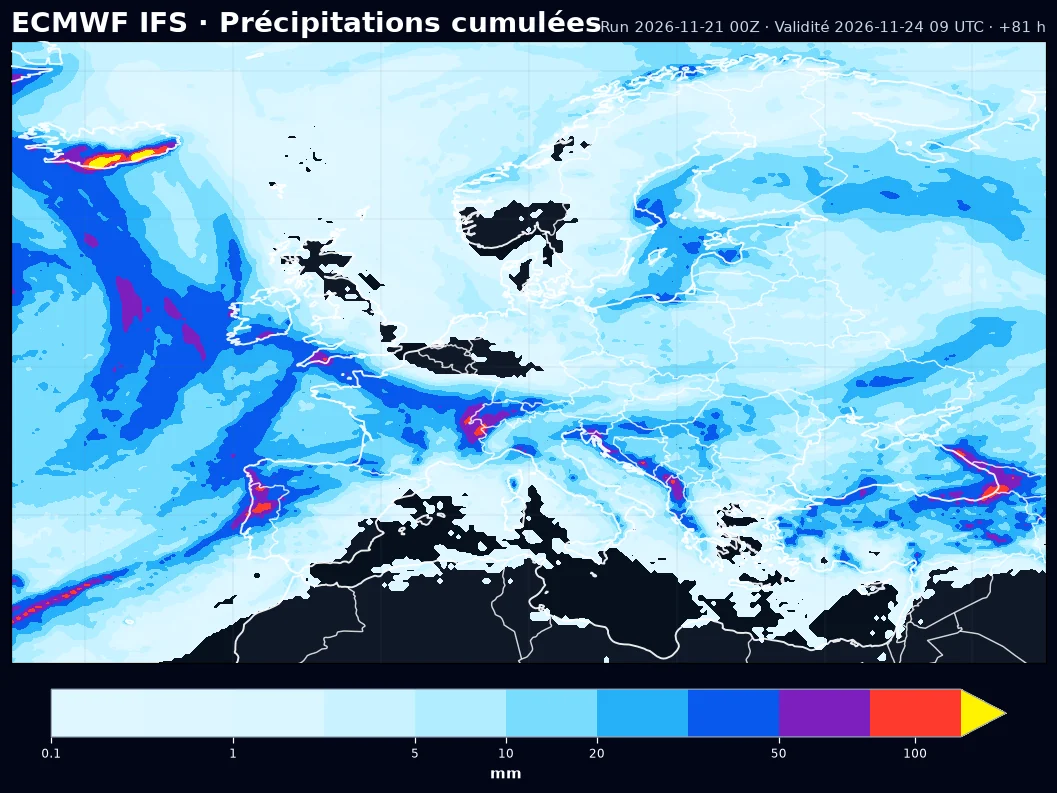 ECMWF IFS · Précipitations cumulées
Run 2026-11-21 00Z · Validité 2026-11-24 09 UTC · +81 h
0.1 1 5 10 20 50 100
mm